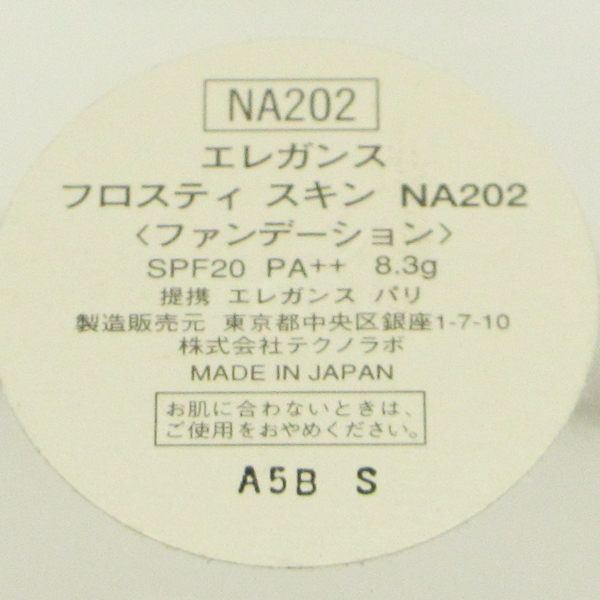 NA202
エレガンス
フロスティ スキン NA202
〈ファンデーション〉
SPF20 PA++ 8.3g
提携 エレガンス パリ
製造販売元 東京都中央区銀座1-7-10
株式会社テクノラボ
MADE IN JAPAN
お肌に合わないときは、
ご使用をおやめください。
A5B S